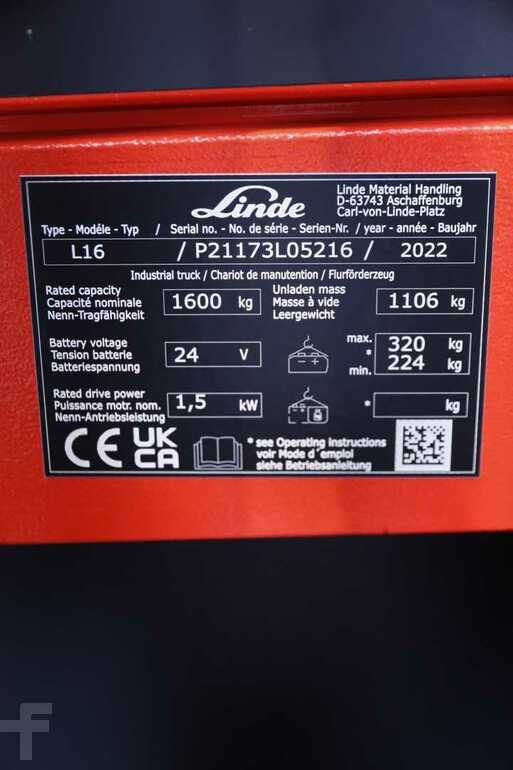 Linde
Linde Material Handling
D-63743 Aschaffenburg
Carl-von-Linde-Platz
Type - Modéle - Typ / Serial no. - No. de série - Serien-Nr. / year - année - Baujahr
L16 / P21173L05216 / 2022
Industrial truck / Chariot de manutention / Flurförderzeug
Rated capacity
Capacité nominale
Nenn-Tragfähigkeit
1600 kg
Unladen mass
Masse à vide
Leergewicht
1106 kg
Battery voltage
Tension batterie
Batteriespannung
24 V
max. 320 kg
*
min. 224 kg
Rated drive power
Puissance motr. nom.
Nenn-Antriebsleistung
1,5 kW
* kg
CE UK
CA
* see Operating instructions
voir Mode d'emploi
siehe Betriebsanleitung